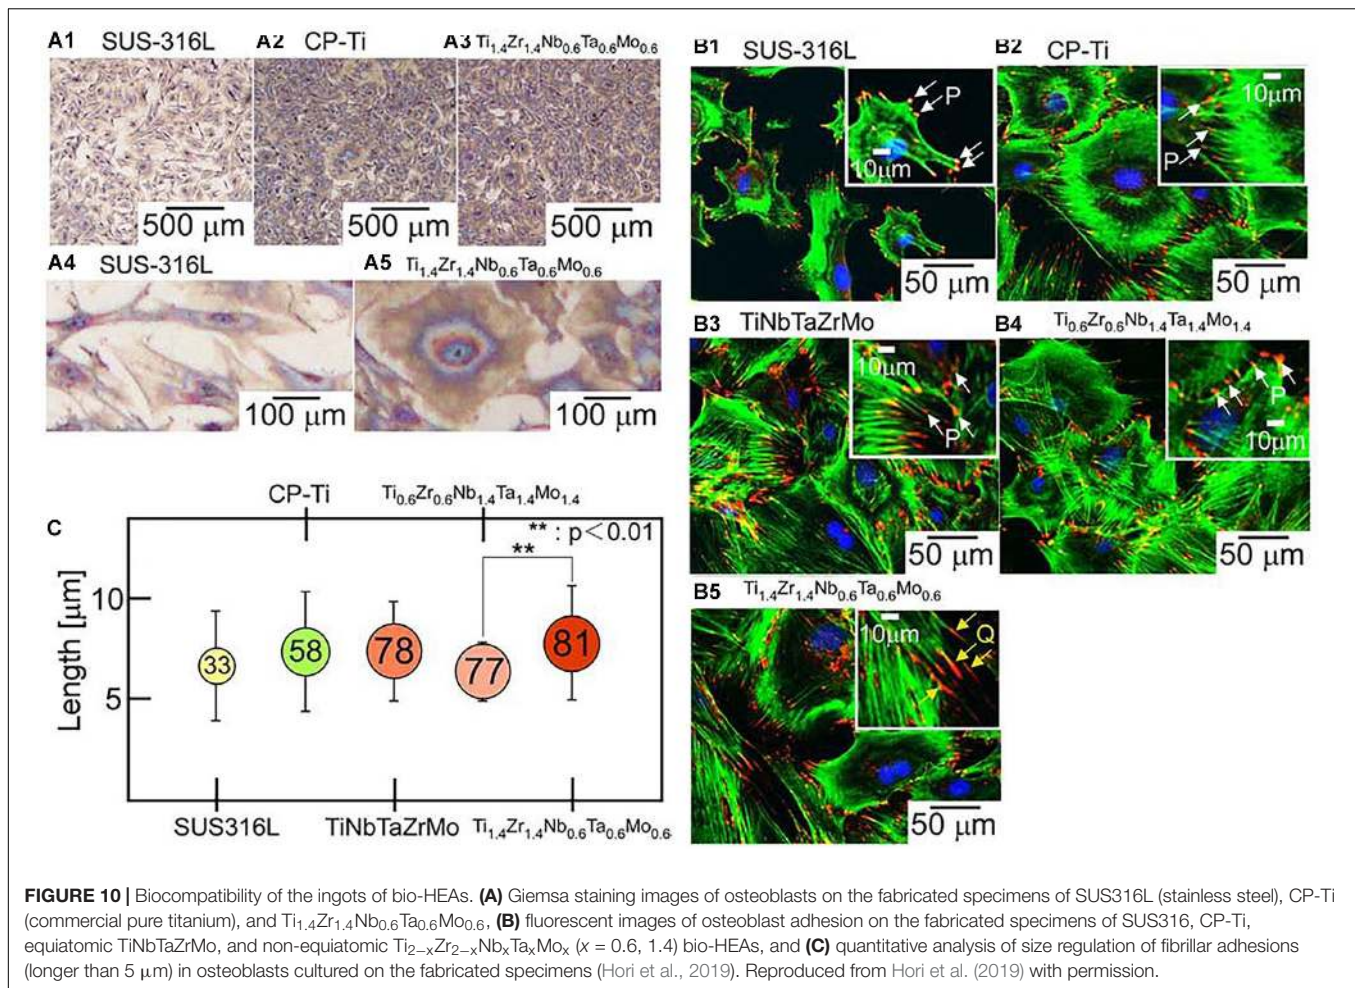 A1 SUS-316L
A2 CP-Ti
A3 Ti1.4Zr1.4Nb0.6Ta0.6Mo0.6
500 μm
500 μm
500 μm
A4 SUS-316L
A5 Ti1.4Zr1.4Nb0.6Ta0.6Mo0.6
100 μm
100 μm
C
CP-Ti
Ti0.6Zr0.6Nb1.4Ta1.4Mo1.4
** : p<0.01
**
Length [μm]
10
5
33
58
78
77
81
SUS316L
TiNbTaZrMo
Ti1.4Zr1.4Nb0.6Ta0.6Mo0.6
B1 SUS-316L
P
10μm
50 μm
B2 CP-Ti
10μm
P
50 μm
B3 TiNbTaZrMo
10μm
P
50 μm
B4 Ti0.6Zr0.6Nb1.4Ta1.4Mo1.4
P
10μm
50 μm
B5 Ti1.4Zr1.4Nb0.6Ta0.6Mo0.6
10μm
Q
50 μm
FIGURE 10 | Biocompatibility of the ingots of bio-HEAs. (A) Giemsa staining images of osteoblasts on the fabricated specimens of SUS316L (stainless steel), CP-Ti
(commercial pure titanium), and Ti1.4Zr1.4Nb0.6Ta0.6Mo0.6, (B) fluorescent images of osteoblast adhesion on the fabricated specimens of SUS316, CP-Ti,
equiatomic TiNbTaZrMo, and non-equiatomic Ti2−xZr2−xNbxTaxMox (x = 0.6, 1.4) bio-HEAs, and (C) quantitative analysis of size regulation of fibrillar adhesions
(longer than 5 μm) in osteoblasts cultured on the fabricated specimens (Hori et al., 2019). Reproduced from Hori et al. (2019) with permission.